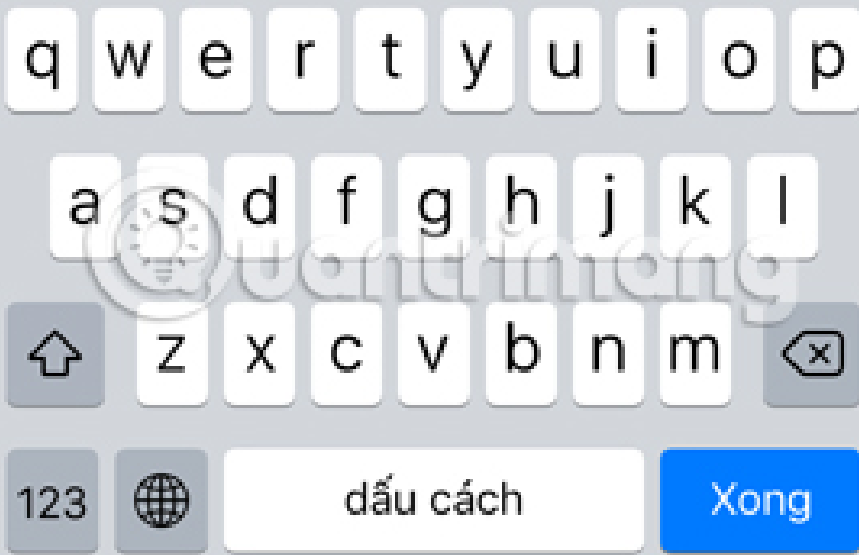 q w e r t y u i o p
a s d f g h j k l
Quantrimang
z x c v b n m
123 dấu cách Xong